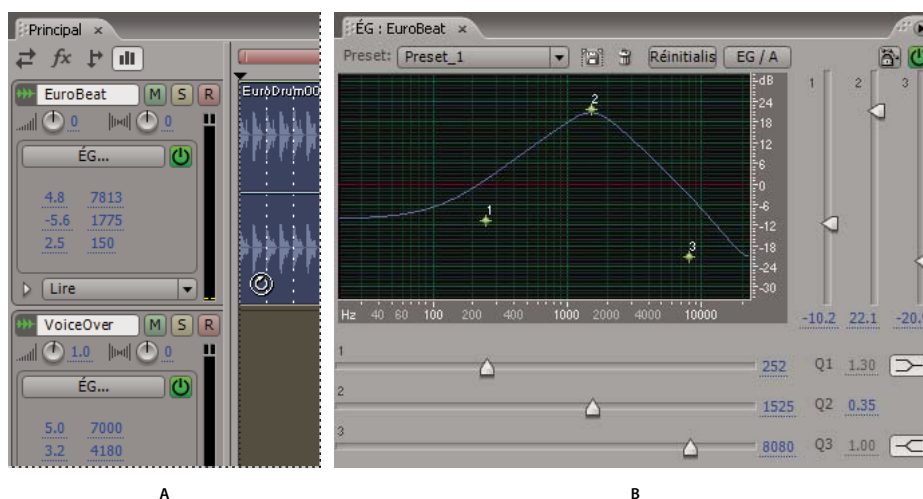 Principal ×
fx
EuroBeat M S R
0 0
ÉG...
4.8 7813
-5.6 1775
2.5 150
Lire
VoiceOver M S R
1.0 0
ÉG...
5.0 7000
3.2 4180
EuroDrum00
A
ÉG : EuroBeat ×
Preset: Preset_1 Réinitialis EG / A
dB
24
18
12
6
0
-6
-12
-18
-24
-30
1
2
3
Hz 40 60 100 200 400 1000 2000 4000 10000
1 2 3
-10.2 22.1
1
252 Q1 1.30
2
1525 Q2 0.35
3
8080 Q3 1.00
B